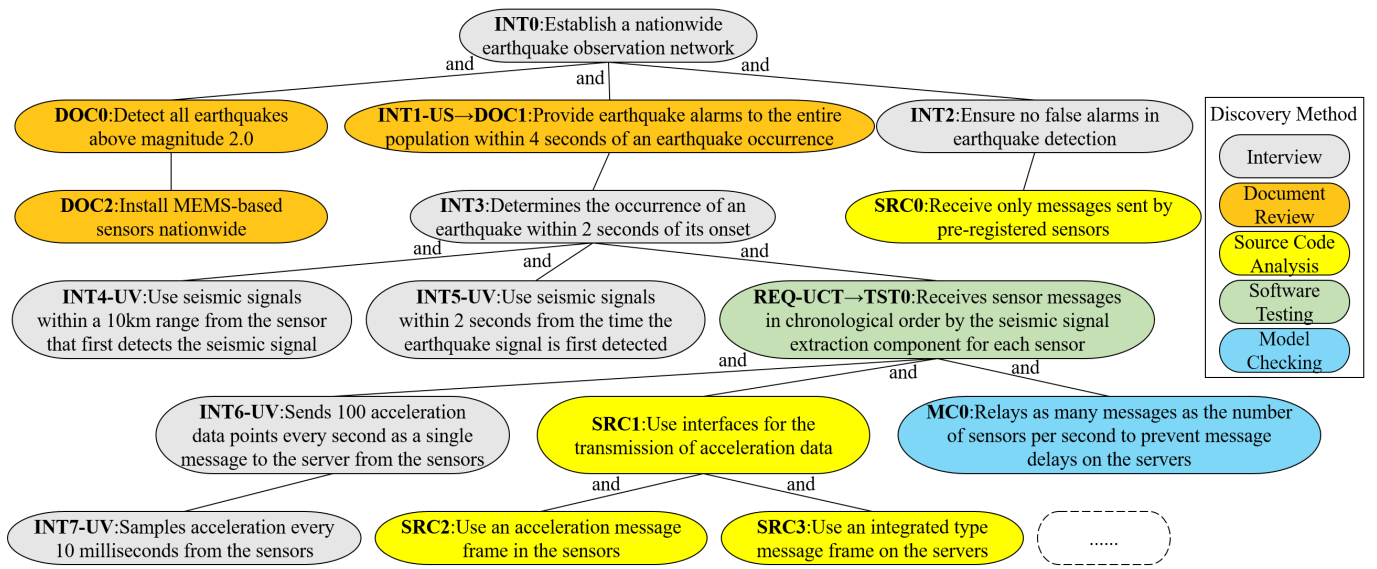 INT0:Establish a nationwide
earthquake observation network
and
and
and
DOC0:Detect all earthquakes
above magnitude 2.0
INT1-US→DOC1:Provide earthquake alarms to the entire
population within 4 seconds of an earthquake occurrence
INT2:Ensure no false alarms in
earthquake detection
DOC2:Install MEMS-based
sensors nationwide
INT3:Determines the occurrence of an
earthquake within 2 seconds of its onset
SRC0:Receive only messages sent by
pre-registered sensors
and
and
and
INT4-UV:Use seismic signals
within a 10km range from the sensor
that first detects the seismic signal
INT5-UV:Use seismic signals
within 2 seconds from the time the
earthquake signal is first detected
REQ-UCT→TST0:Receives sensor messages
in chronological order by the seismic signal
extraction component for each sensor
and
and
and
INT6-UV:Sends 100 acceleration
data points every second as a single
message to the server from the sensors
SRC1:Use interfaces for the
transmission of acceleration data
MC0:Relays as many messages as the number
of sensors per second to prevent message
delays on the servers
and
and
INT7-UV:Samples acceleration every
10 milliseconds from the sensors
SRC2:Use an acceleration message
frame in the sensors
SRC3:Use an integrated type
message frame on the servers
......
Discovery Method
Interview
Document
Review
Source Code
Analysis
Software
Testing
Model
Checking